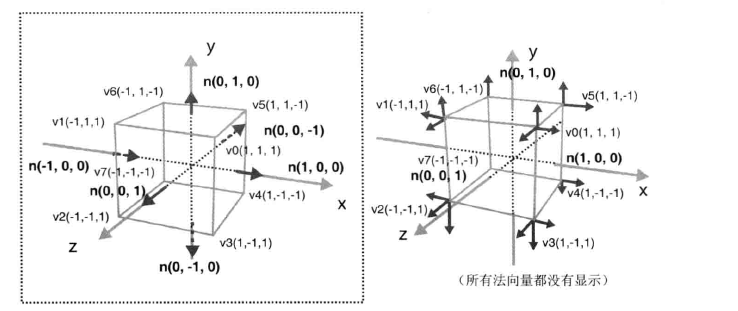 y
n(0, 1, 0)
v6(-1, 1,-1)
v5(1, 1,-1)
v1(-1,1,1)
n(0, 0, -1)
v0(1, 1, 1)
n(-1, 0, 0)
v7(-1,-1,-1)
n(1, 0, 0)
n(0, 0, 1)
v4(1,-1,-1)
x
v2(-1,-1,1)
z
v3(1,-1,1)
n(0, -1, 0)
y
n(0, 1, 0)
v6(-1, 1,-1)
v5(1, 1,-1)
v1(-1,1,1)
v0(1, 1, 1)
v7(-1,-1,-1)
n(1, 0, 0)
n(0, 0, 1)
v4(1,-1,-1)
x
v2(-1,-1,1)
z
v3(1,-1,1)
（所有法向量都没有显示）